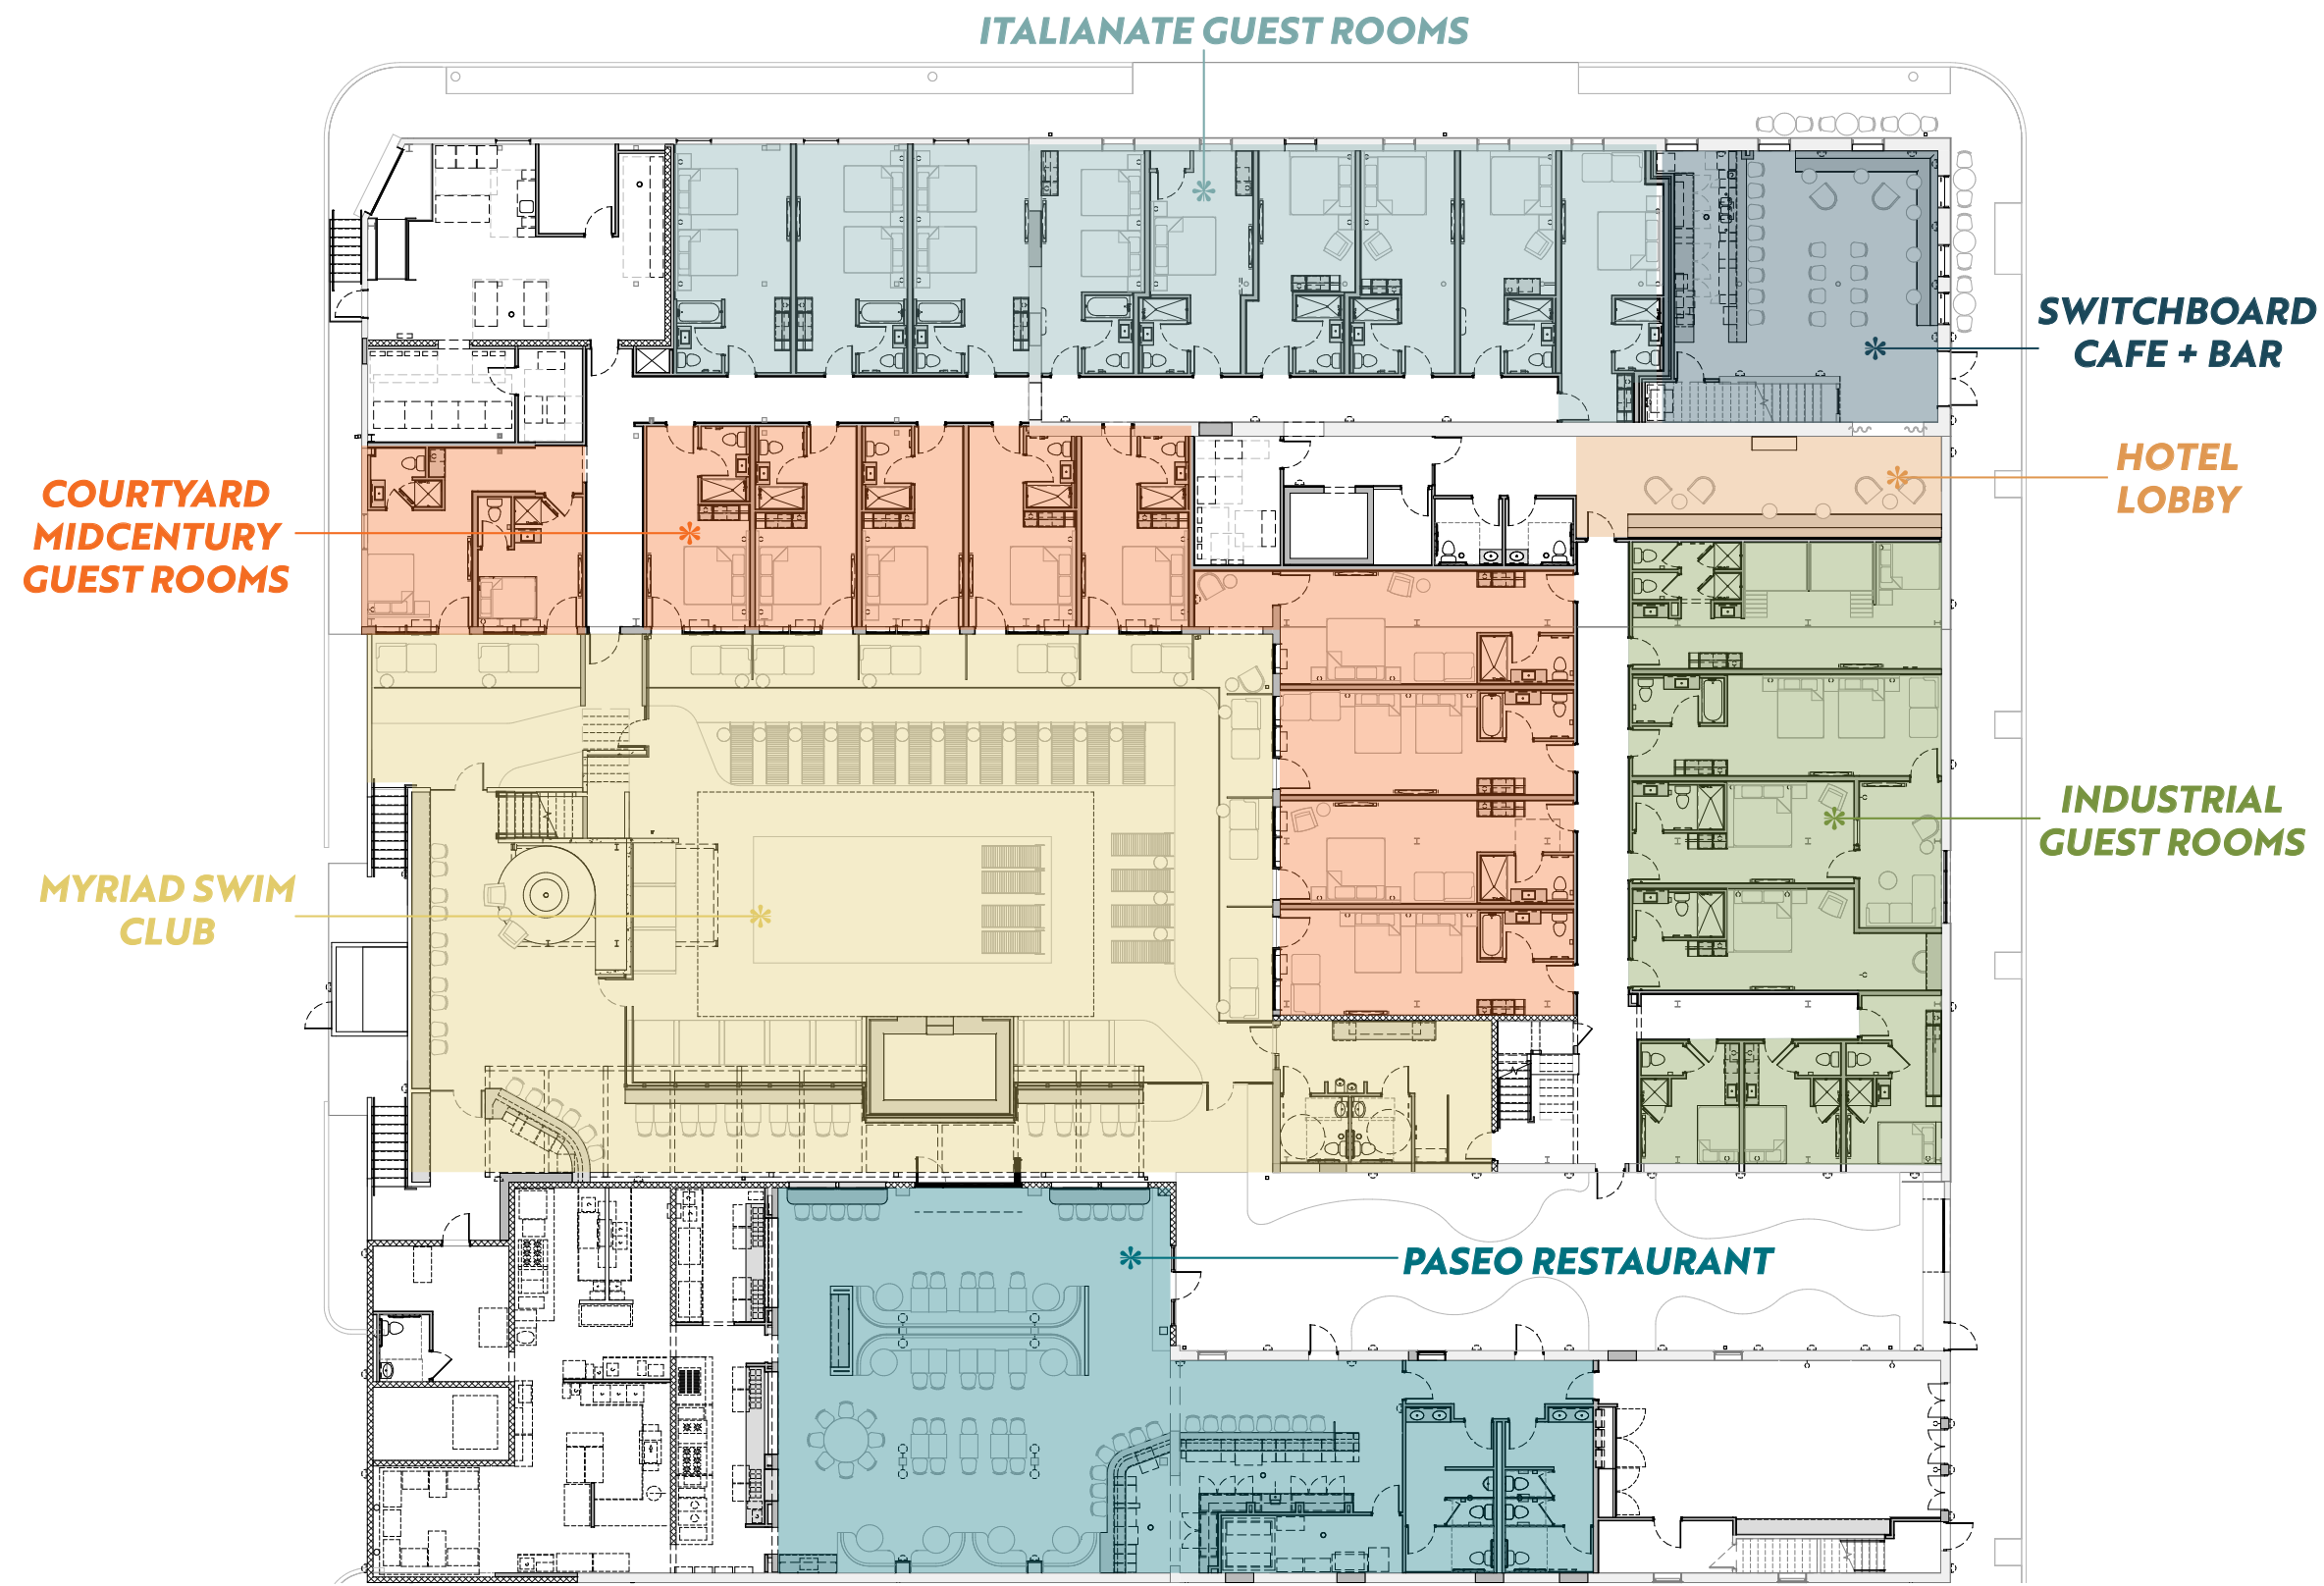 ITALIANATE GUEST ROOMS
SWITCHBOARD
CAFE + BAR
HOTEL
LOBBY
COURTYARD
MIDCENTURY
GUEST ROOMS
INDUSTRIAL
GUEST ROOMS
MYRIAD SWIM
CLUB
PASEO RESTAURANT